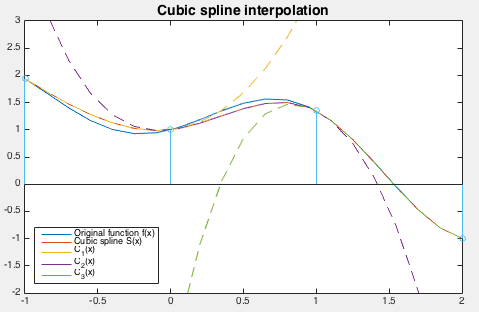 Cubic spline interpolation
3
2.5
2
1.5
1
0.5
0
-0.5
-1
-1.5
-2
Original function f(x)
Cubic spline S(x)
C₁(x)
C₂(x)
C₃(x)
-1 -0.5 0 0.5 1 1.5 2